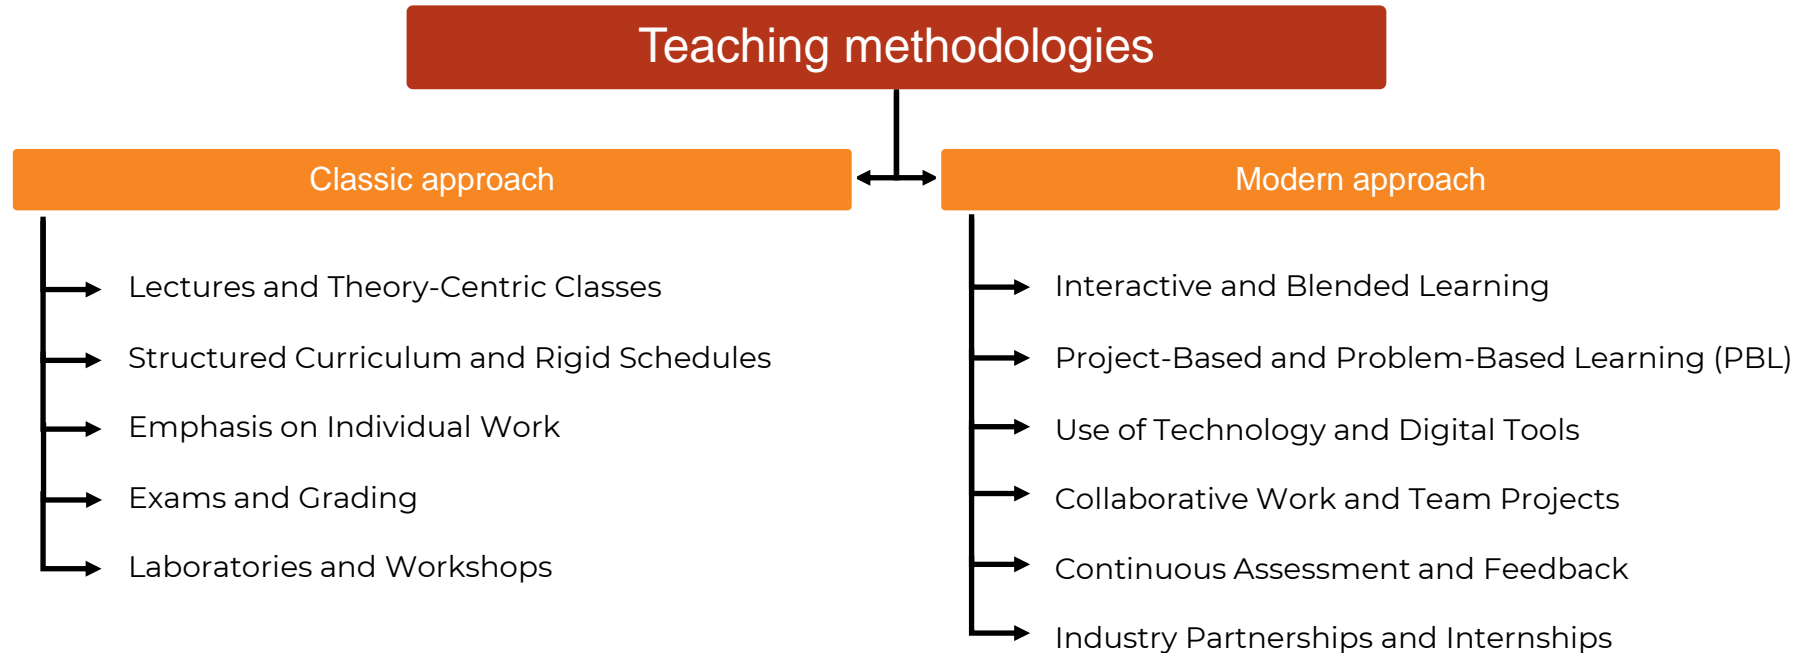 Teaching methodologies
Classic approach
Lectures and Theory-Centric Classes
Structured Curriculum and Rigid Schedules
Emphasis on Individual Work
Exams and Grading
Laboratories and Workshops
Modern approach
Interactive and Blended Learning
Project-Based and Problem-Based Learning (PBL)
Use of Technology and Digital Tools
Collaborative Work and Team Projects
Continuous Assessment and Feedback
Industry Partnerships and Internships